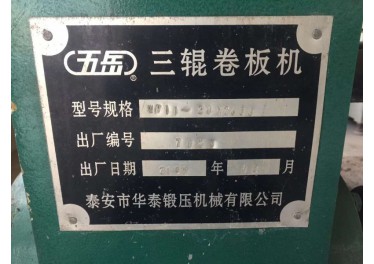 五岳® 三辊卷板机
型号规格
出厂编号
出厂日期 年 月
泰安市华泰锻压机械有限公司